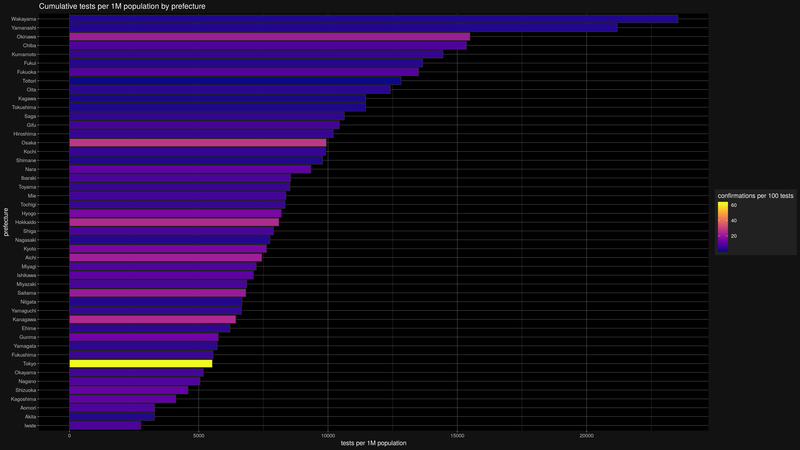 Cumulative tests per 1M population by prefecture
Wakayama
Yamanashi
Okinawa
Chiba
Kumamoto
Fukui
Fukuoka
Tottori
Oita
Kagawa
Tokushima
Saga
Gifu
Hiroshima
Osaka
Kochi
Shimane
Nara
Ibaraki
Toyama
Mie
Tochigi
Hyogo
Hokkaido
Shiga
Nagasaki
Kyoto
Aichi
Miyagi
Ishikawa
Miyazaki
Saitama
Niigata
Yamaguchi
Kanagawa
Ehime
Gunma
Yamagata
Fukushima
Tokyo
Okayama
Nagano
Shizuoka
Kagoshima
Aomori
Akita
Iwate
prefecture
0 5000 10000 15000 20000
tests per 1M population
confirmations per 100 tests
60
40
20